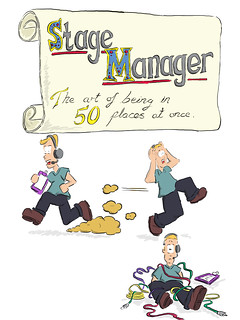 Stage
Manager
The art of being in
50 places at once.